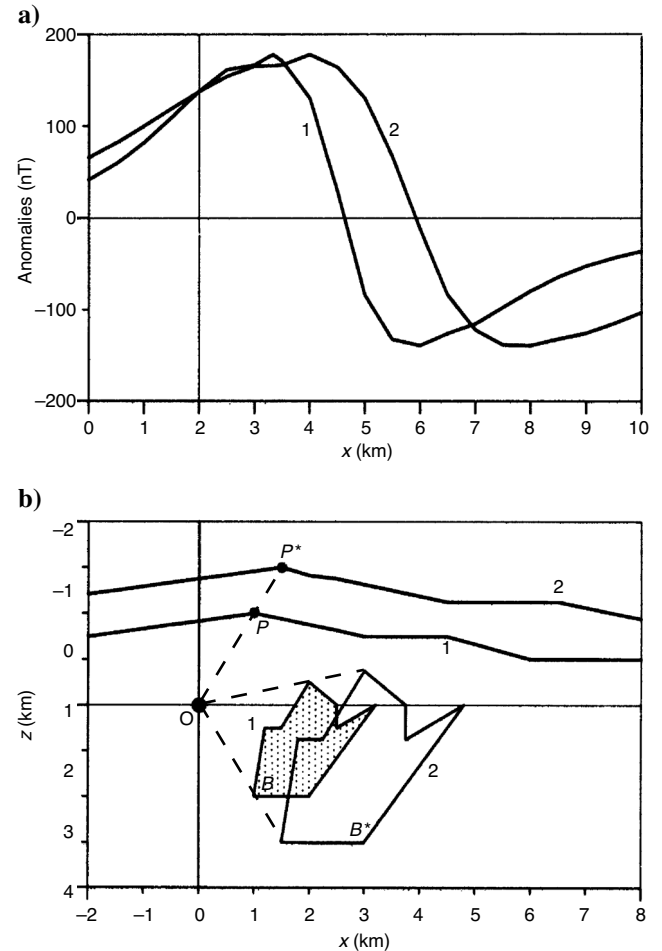 a)
200
100
0
–100
–200
Anomalies (nT)
1
2
0 1 2 3 4 5 6 7 8 9 10
x (km)
b)
–2
–1
0
1
2
3
4
z (km)
P*
2
P
1
O
1
B
2
B*
–2 –1 0 1 2 3 4 5 6 7 8
x (km)